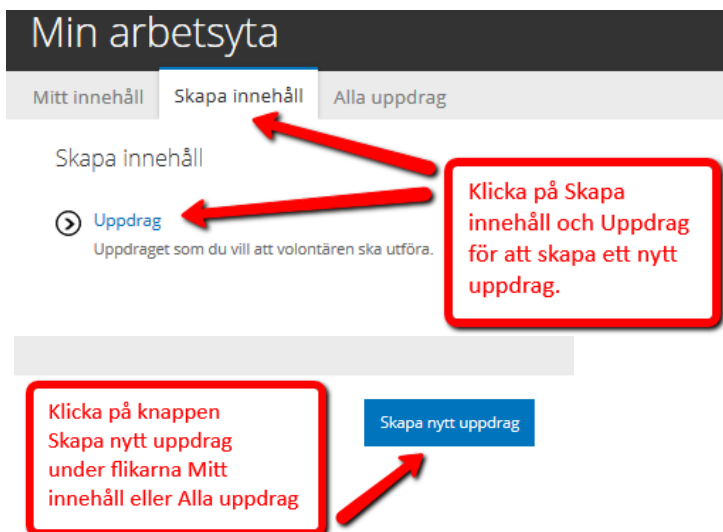 Min arbetsyta
Mitt innehåll Skapa innehåll Alla uppdrag
Skapa innehåll
Uppdrag
Uppdraget som du vill att volontären ska utföra.
Klicka på Skapa
innehåll och Uppdrag
för att skapa ett nytt
uppdrag.
Klicka på knappen
Skapa nytt uppdrag
under flikarna Mitt
innehåll eller Alla uppdrag
Skapa nytt uppdrag